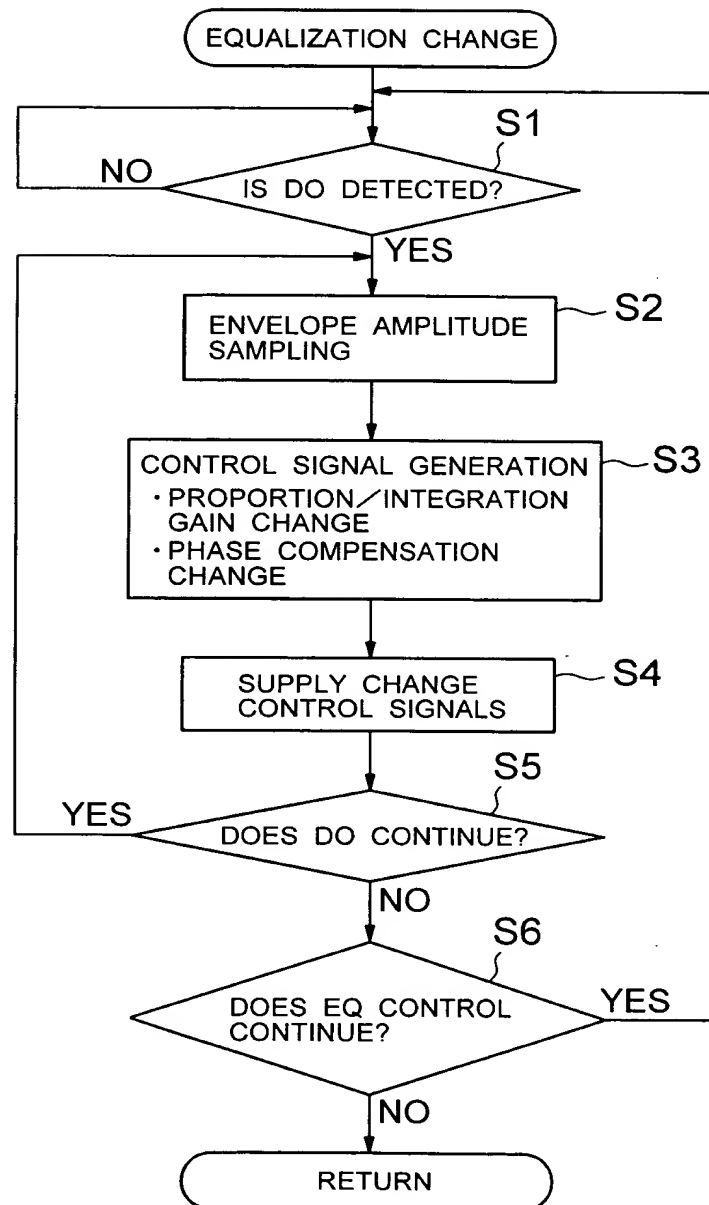 EQUALIZATION CHANGE
S1
NO
IS DO DETECTED?
YES
S2
ENVELOPE AMPLITUDE
SAMPLING
S3
CONTROL SIGNAL GENERATION
・PROPORTION/INTEGRATION
GAIN CHANGE
・PHASE COMPENSATION
CHANGE
S4
SUPPLY CHANGE
CONTROL SIGNALS
S5
YES
DOES DO CONTINUE?
NO
S6
DOES EQ CONTROL
CONTINUE?
YES
NO
RETURN